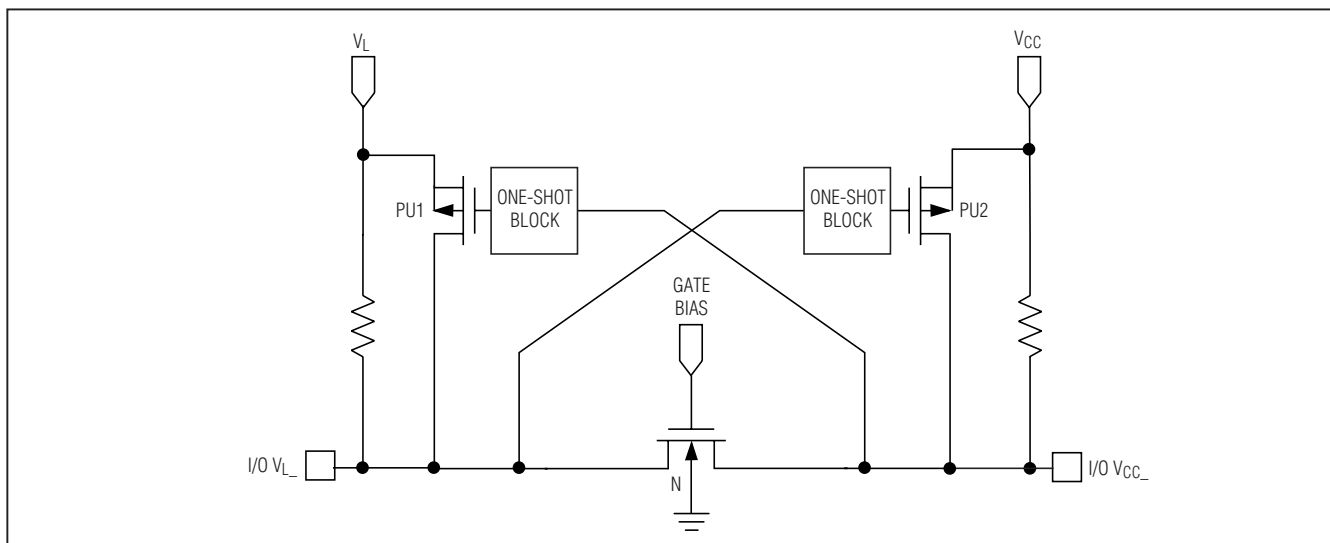 V_L
V_CC
PU1
ONE-SHOT
BLOCK
ONE-SHOT
BLOCK
PU2
GATE
BIAS
I/O V_L_
N
I/O V_CC_